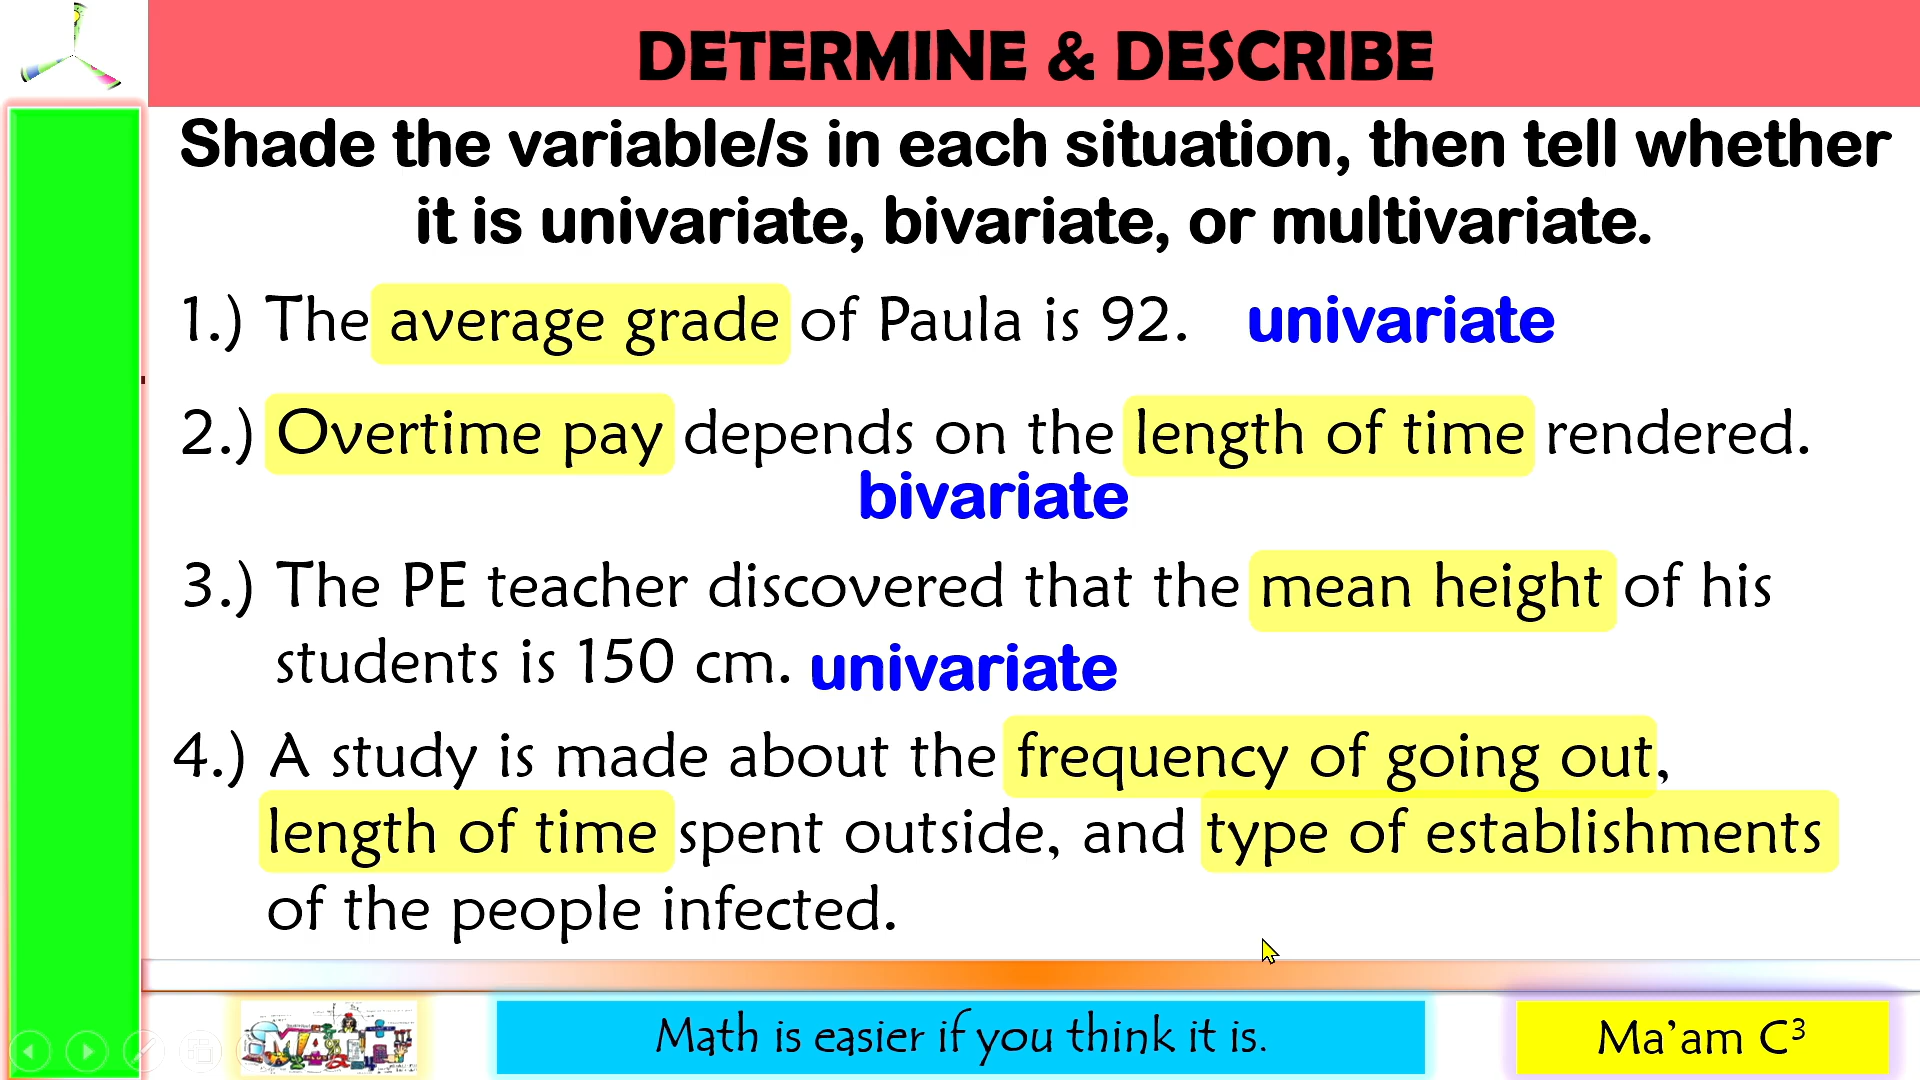 DETERMINE & DESCRIBE
Shade the variable/s in each situation, then tell whether
it is univariate, bivariate, or multivariate.
1.) The average grade of Paula is 92. univariate
2.) Overtime pay depends on the length of time rendered.
bivariate
3.) The PE teacher discovered that the mean height of his
students is 150 cm. univariate
4.) A study is made about the frequency of going out,
length of time spent outside, and type of establishments
of the people infected.
MATH
Math is easier if you think it is.
Ma’am C³